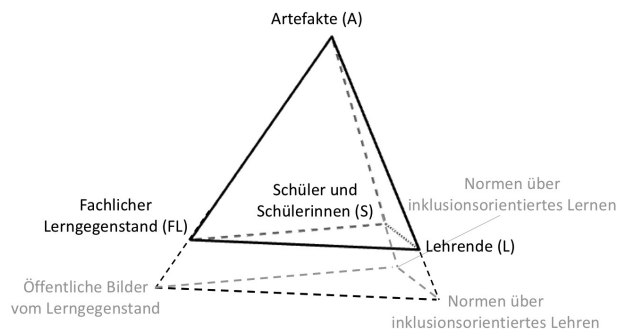 Artefakte (A)
Fachlicher
Lerngegenstand (FL)
Schüler und
Schülerinnen (S)
Normen über
inklusionsorientiertes Lernen
Lehrende (L)
Öffentliche Bilder
vom Lerngegenstand
Normen über
inklusionsorientiertes Lehren